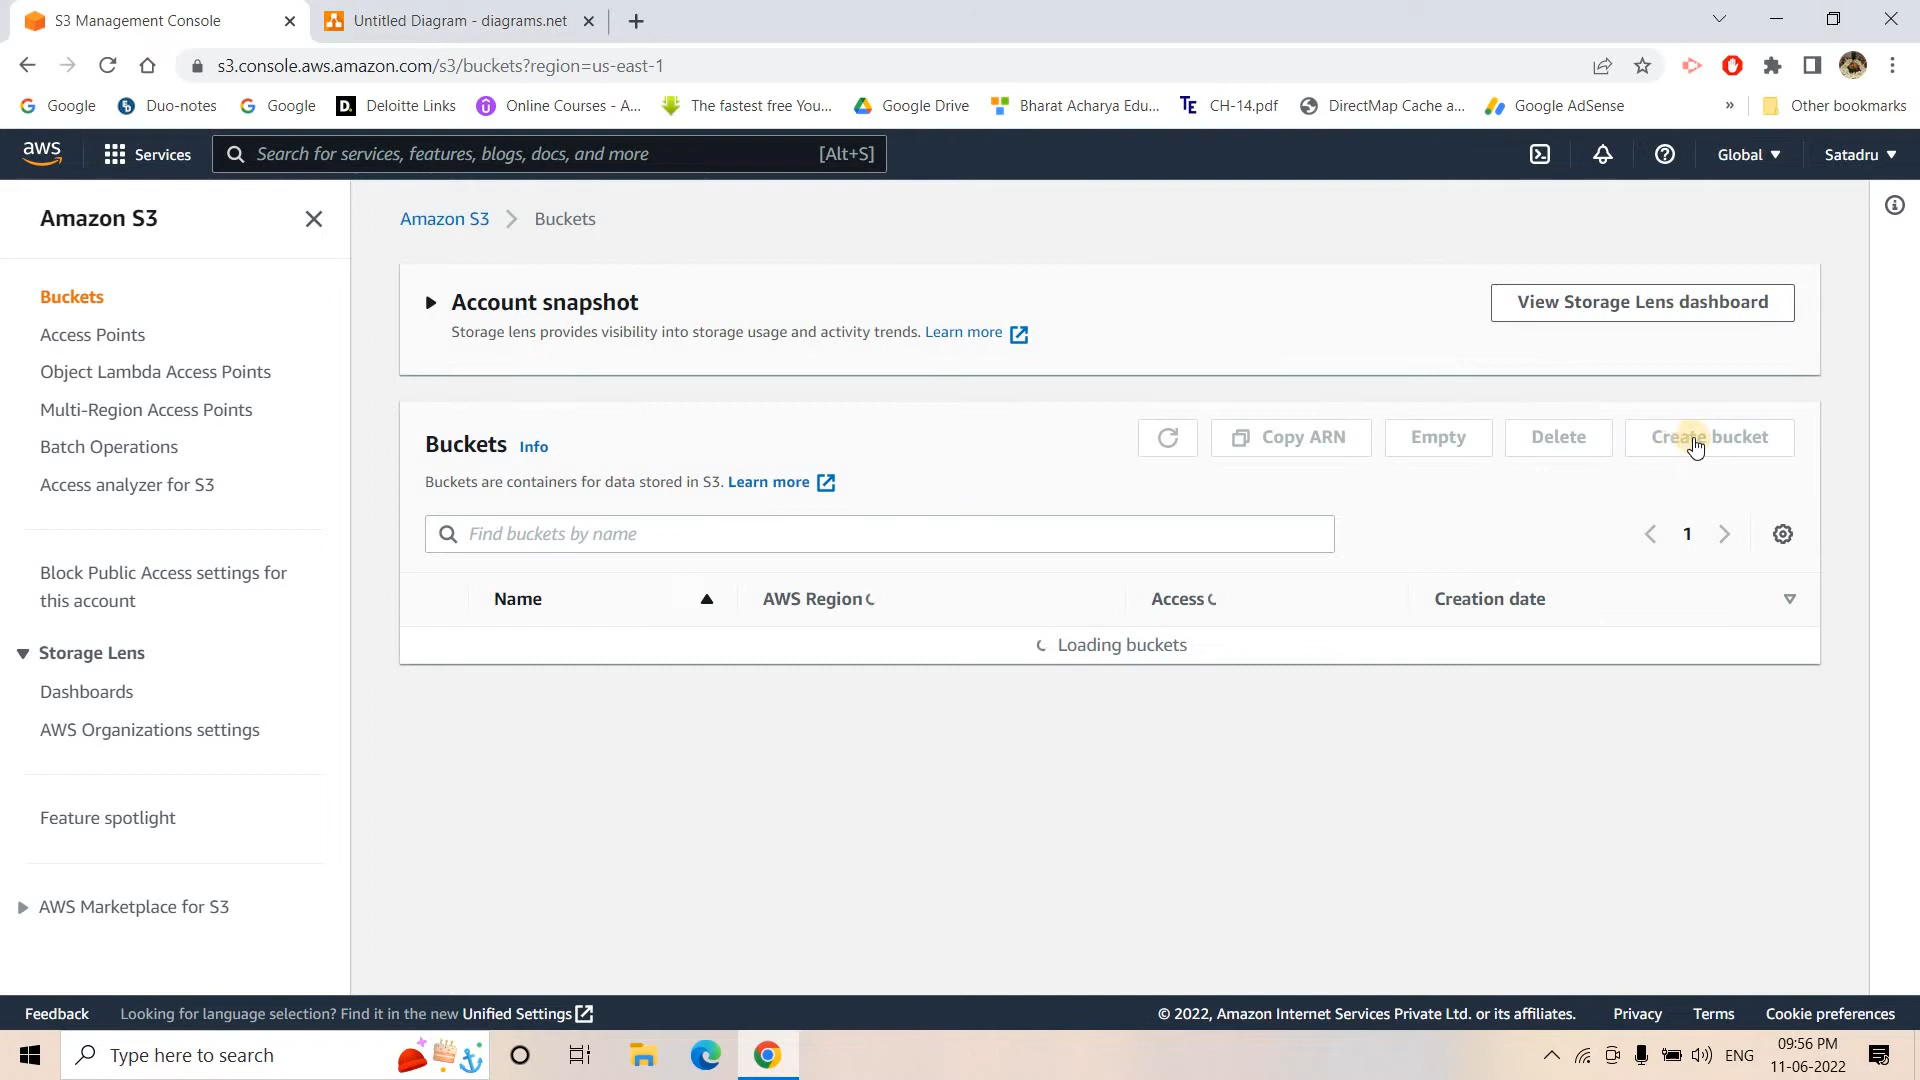 S3 Management Console
Untitled Diagram - diagrams.net
s3.console.aws.amazon.com/s3/buckets?region=us-east-1
Google
Duo-notes
Google
D.
Deloitte Links
Online Courses - A...
The fastest free You...
Google Drive
Bharat Acharya Edu...
TE
CH-14.pdf
DirectMap Cache a...
Google AdSense
»
Other bookmarks
aws
Services
Search for services, features, blogs, docs, and more
[Alt+S]
Global
Satadru
Amazon S3
Buckets
Access Points
Object Lambda Access Points
Multi-Region Access Points
Batch Operations
Access analyzer for S3
Block Public Access settings for
this account
Storage Lens
Dashboards
AWS Organizations settings
Feature spotlight
AWS Marketplace for S3
Amazon S3
Buckets
Account snapshot
Storage lens provides visibility into storage usage and activity trends. Learn more
View Storage Lens dashboard
Buckets Info
Copy ARN
Empty
Delete
Create bucket
Buckets are containers for data stored in S3. Learn more
Find buckets by name
1
Name
AWS Region
Access
Creation date
Loading buckets
Feedback
Looking for language selection? Find it in the new Unified Settings
© 2022, Amazon Internet Services Private Ltd. or its affiliates.
Privacy
Terms
Cookie preferences
Type here to search
ENG
09:56 PM
11-06-2022